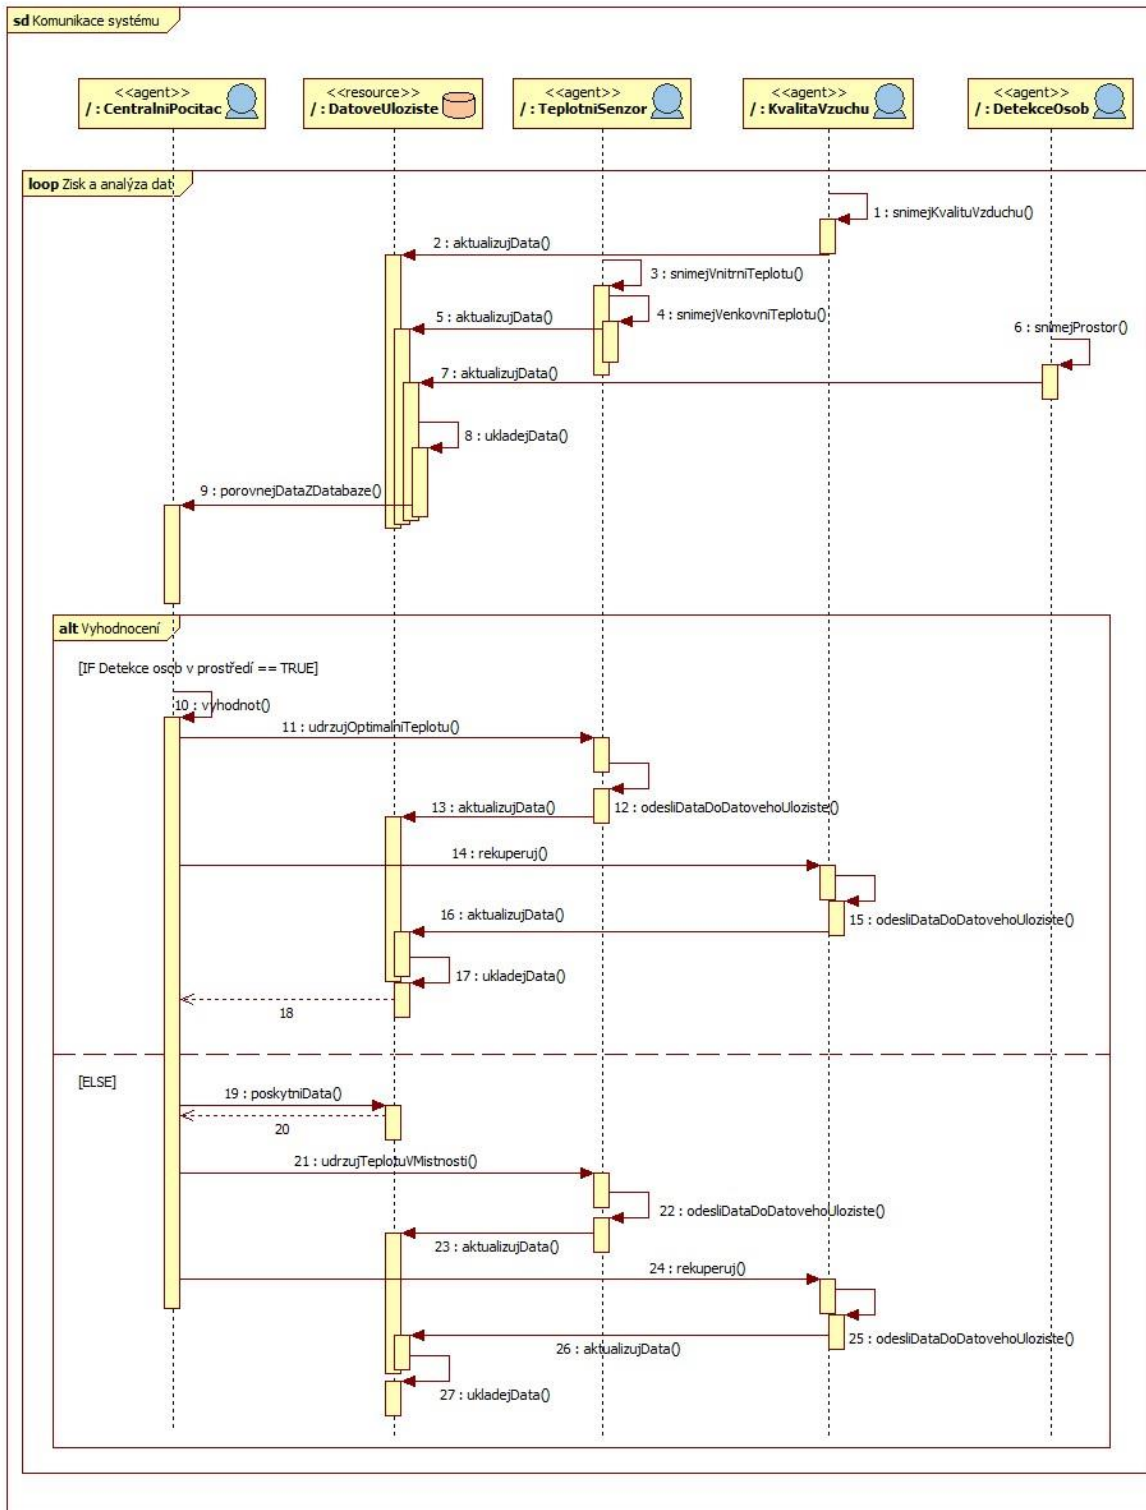 sd Komunikace systému
<<agent>>
/ : CentralniPocitac
<<resource>>
/ : DatoveUloziste
<<agent>>
/ : TeplotniSenzor
<<agent>>
/ : KvalitaVzuchu
<<agent>>
/ : DetekceOsob
loop Zisk a analýza dat
1 : snimejKvalituVzduchu()
2 : aktualizujData()
3 : snimejVnitrniTeplotu()
4 : snimejVenkovniTeplotu()
5 : aktualizujData()
6 : snimejProstor()
7 : aktualizujData()
8 : ukladejData()
9 : porovnejDataZDatabaze()
alt Vyhodnocení
[IF Detekce osob v prostředí == TRUE]
10 : vyhodnot()
11 : udrzujOptimalniTeplotu()
12 : odesliDataDoDatovehoUloziste()
13 : aktualizujData()
14 : rekuperuj()
15 : odesliDataDoDatovehoUloziste()
16 : aktualizujData()
17 : ukladejData()
18
[ELSE]
19 : poskytniData()
20
21 : udrzujTeplotuVMistnosti()
22 : odesliDataDoDatovehoUloziste()
23 : aktualizujData()
24 : rekuperuj()
25 : odesliDataDoDatovehoUloziste()
26 : aktualizujData()
27 : ukladejData()